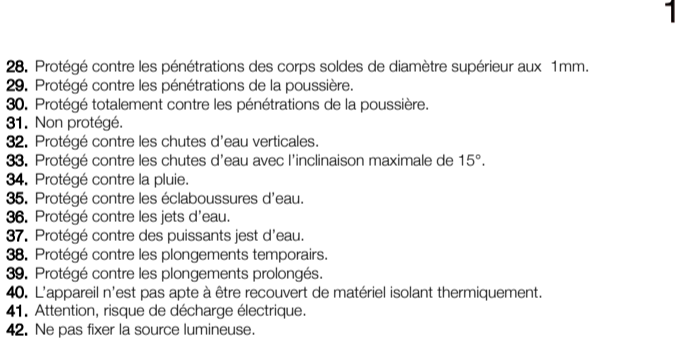 1
28. Protégé contre les pénétrations des corps soldes de diamètre supérieur aux 1mm.
29. Protégé contre les pénétrations de la poussière.
30. Protégé totalement contre les pénétrations de la poussière.
31. Non protégé.
32. Protégé contre les chutes d'eau verticales.
33. Protégé contre les chutes d'eau avec l'inclinaison maximale de 15°.
34. Protégé contre la pluie.
35. Protégé contre les éclaboussures d'eau.
36. Protégé contre les jets d'eau.
37. Protégé contre des puissants jest d'eau.
38. Protégé contre les plongements temporairs.
39. Protégé contre les plongements prolongés.
40. L'appareil n'est pas apte à être recouvert de matériel isolant thermiquement.
41. Attention, risque de décharge électrique.
42. Ne pas fixer la source lumineuse.